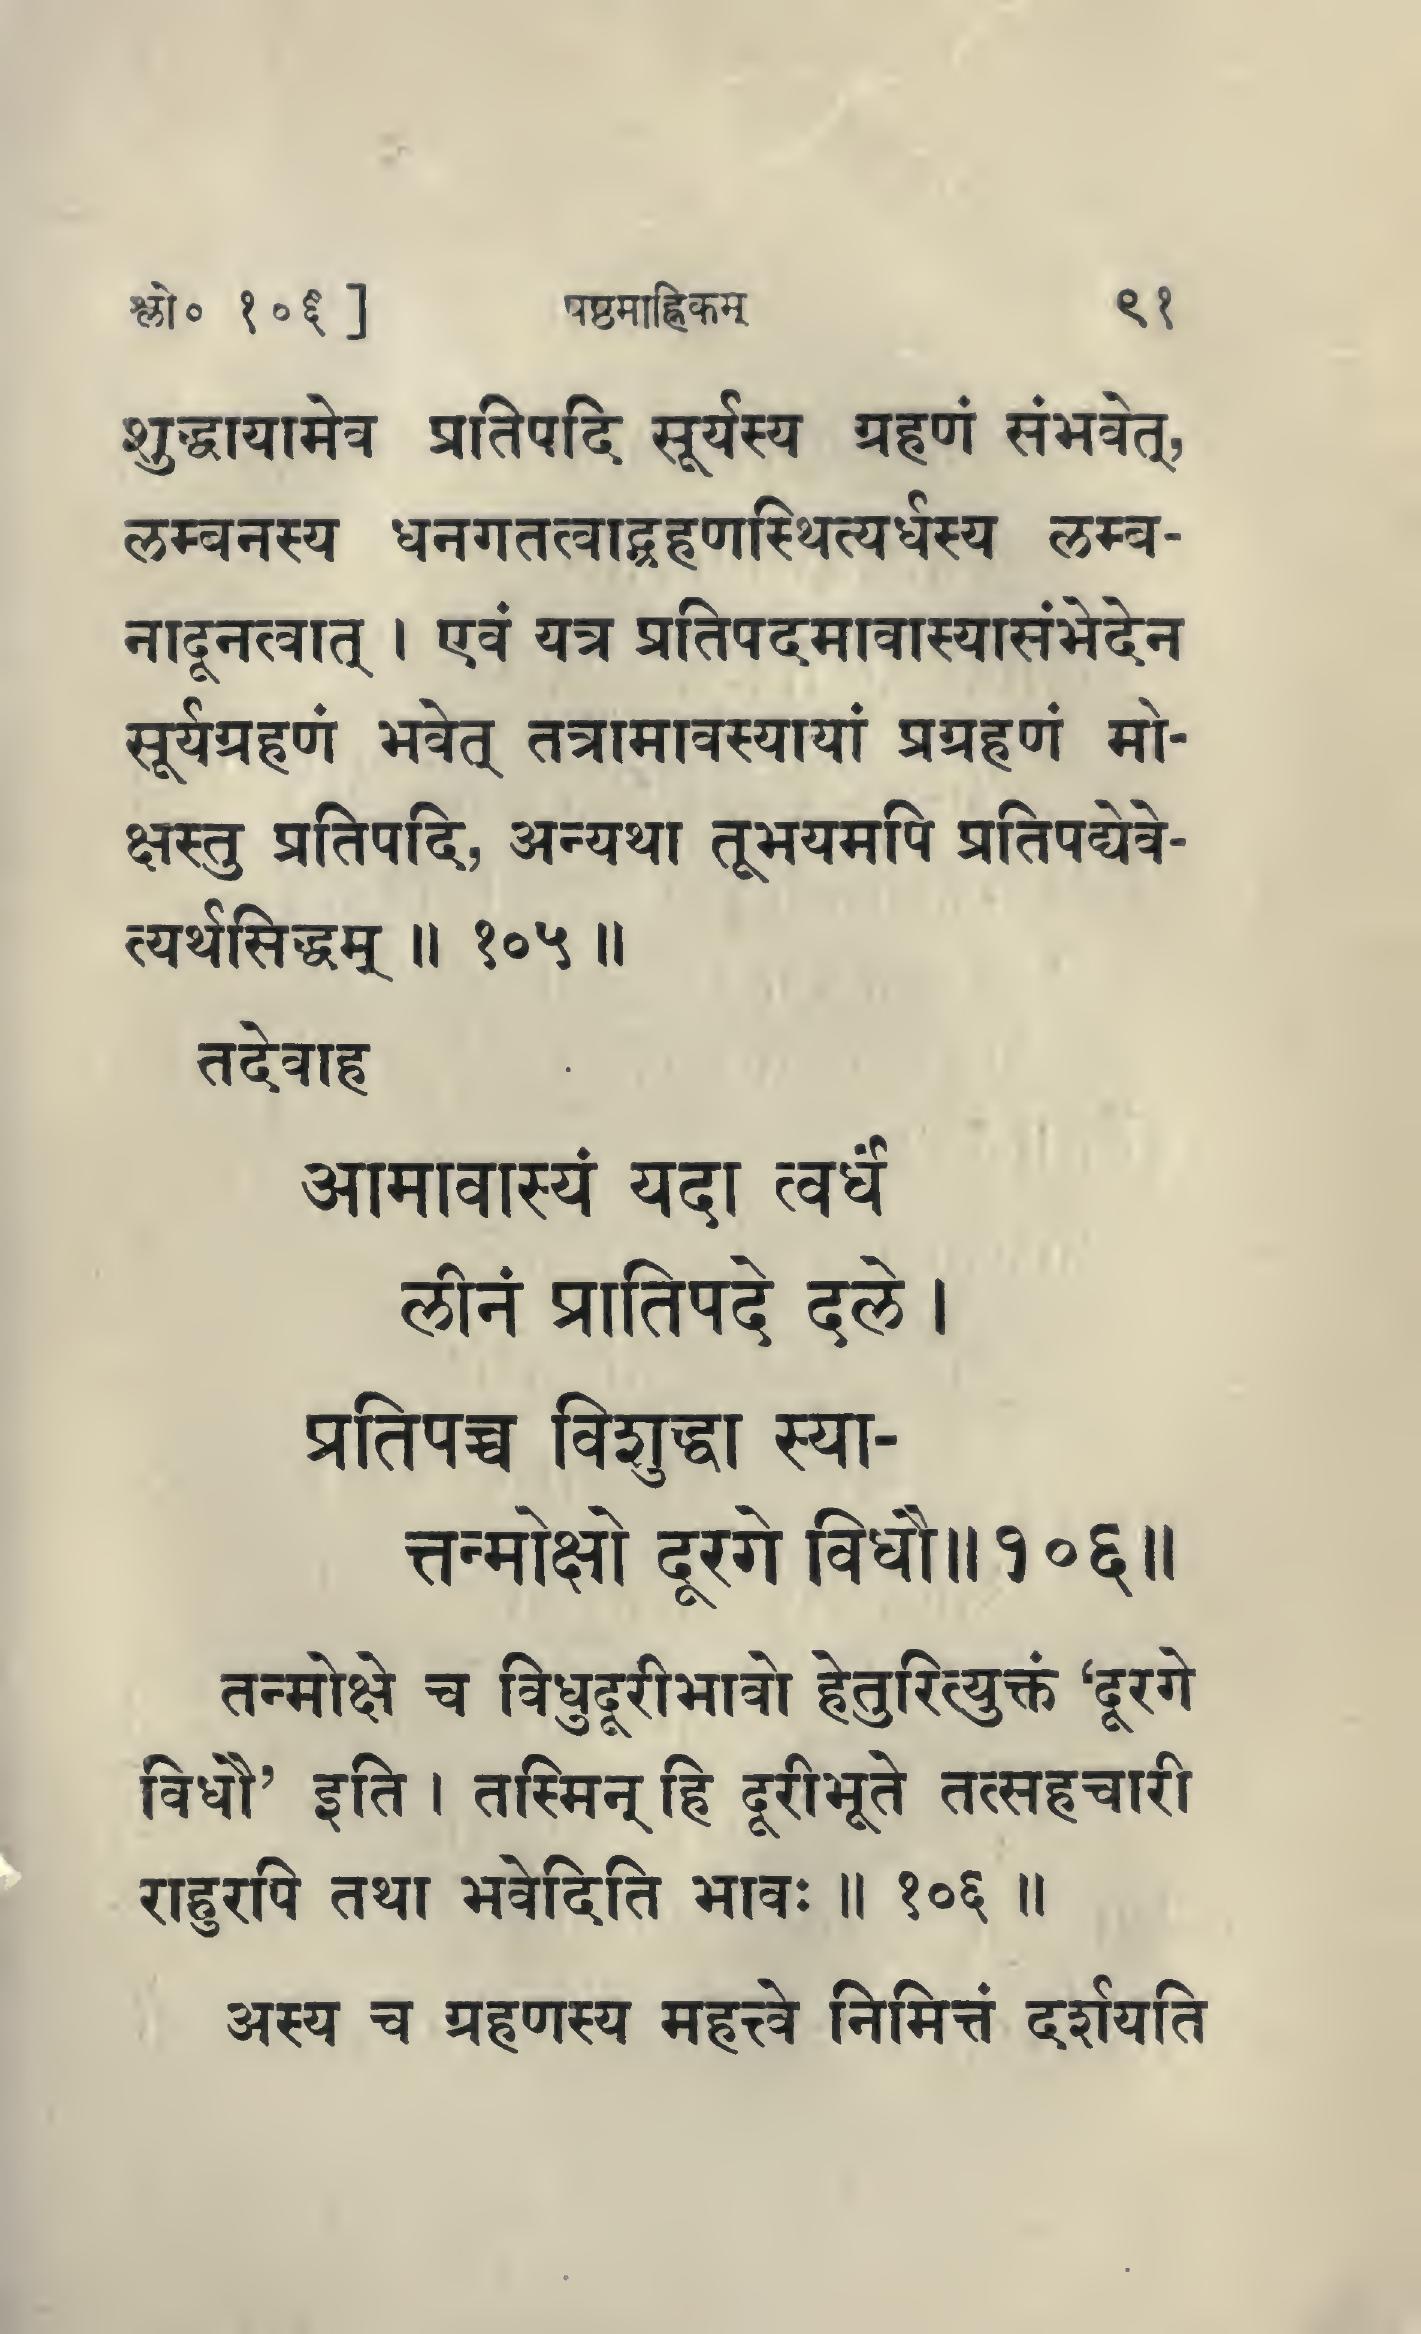 श्लो० १०६ ] षष्ठमाह्निकम् ९१
शुद्धायामेव प्रतिपदि सूर्यस्य ग्रहणं संभवेत्,
लम्बनस्य धनगतत्वाद्ग्रहणस्थित्यर्धस्य लम्ब-
नादूनत्वात् । एवं यत्र प्रतिपदमावास्यासंभेदेन
सूर्यग्रहणं भवेत् तत्रामावस्यायां प्रग्रहणं मो-
क्षस्तु प्रतिपदि, अन्यथा तूभयमपि प्रतिपद्येवे-
त्यर्थसिद्धम् ॥ १०५ ॥
तदेवाह
आमावास्यं यदा त्वर्धं
लीनं प्रातिपदे दले ।
प्रतिपच्च विशुद्धा स्या-
त्तन्मोक्षो दूरगे विधौ॥१०६॥
तन्मोक्षे च विधुदूरीभावो हेतुरित्युक्तं ‘दूरगे
विधौ’ इति । तस्मिन् हि दूरीभूते तत्सहचारी
राहुरपि तथा भवेदिति भावः ॥ १०६ ॥
अस्य च ग्रहणस्य महत्त्वे निमित्तं दर्शयति